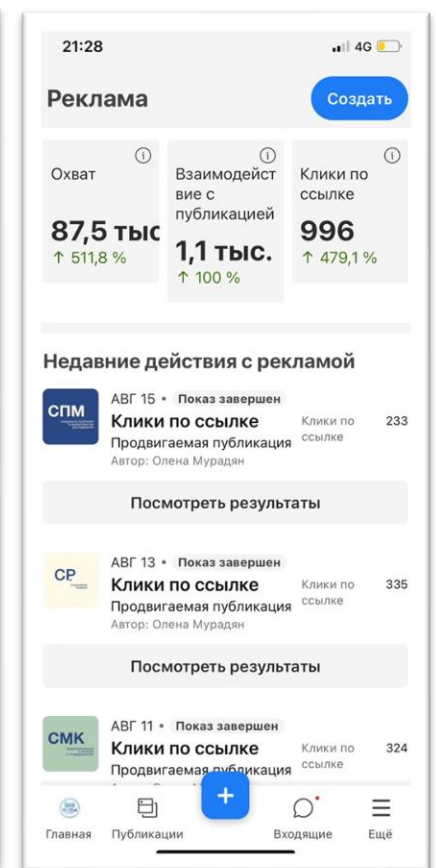 21:28
4G
Реклама
Создать
Охват
87,5 тыс
↑ 511,8 %
Взаимодейст
вие с
публикацией
1,1 тыс.
↑ 100 %
Клики по
ссылке
996
↑ 479,1 %
Недавние действия с рекламой
СПМ
АВГ 15 • Показ завершен
Клики по ссылке
Продвигаемая публикация
Автор: Олена Мурадян
Клики по
ссылке
233
Посмотреть результаты
СР
АВГ 13 • Показ завершен
Клики по ссылке
Продвигаемая публикация
Автор: Олена Мурадян
Клики по
ссылке
335
Посмотреть результаты
СМК
АВГ 11 • Показ завершен
Клики по ссылке
Продвигаемая публикация
Клики по
ссылке
324
Главная
Публикации
Входящие
Ещё